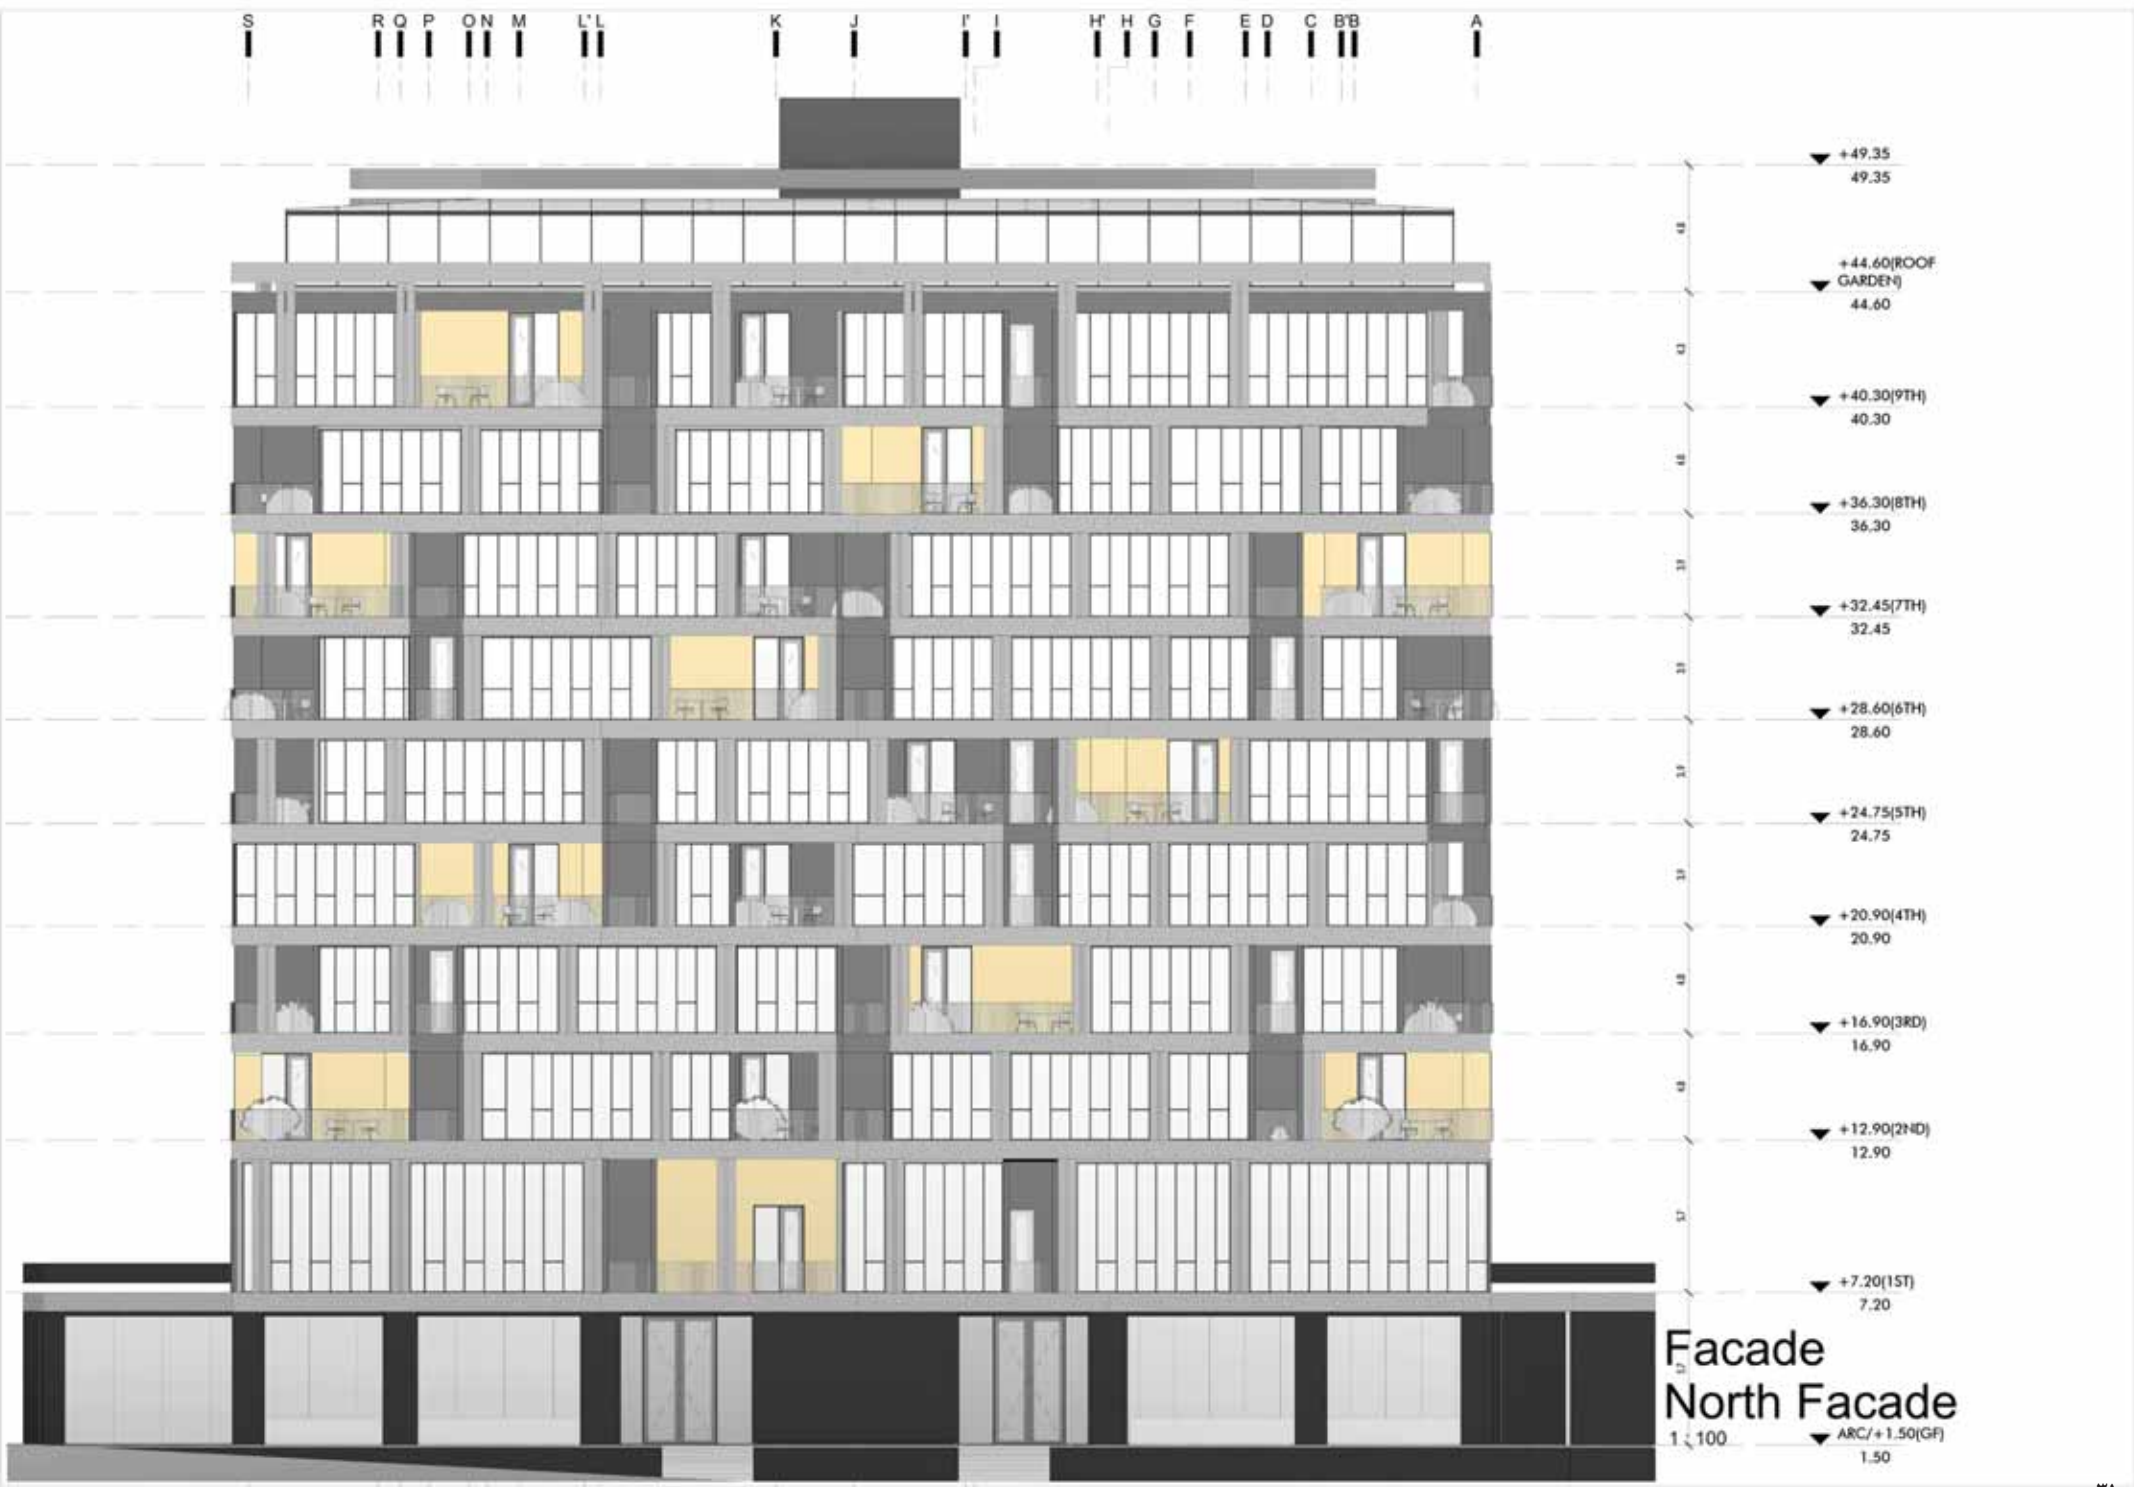 S R Q P O N M L' L K J I' I H' H G F E D C B' B A
+49.35
49.35
+44.60(ROOF
GARDEN)
44.60
+40.30(9TH)
40.30
+36.30(8TH)
36.30
+32.45(7TH)
32.45
+28.60(6TH)
28.60
+24.75(5TH)
24.75
+20.90(4TH)
20.90
+16.90(3RD)
16.90
+12.90(2ND)
12.90
+7.20(1ST)
7.20
Facade
North Facade
1 : 100
ARC/+1.50(GF)
1.50